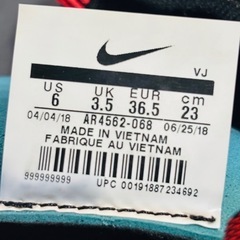 VJ
US UK EUR cm
6 3.5 36.5 23
04/04/18 AR4562-068 06/25/18
MADE IN VIETNAM
FABRIQUE AU VIETNAM
999999999
UPC 00191887234692